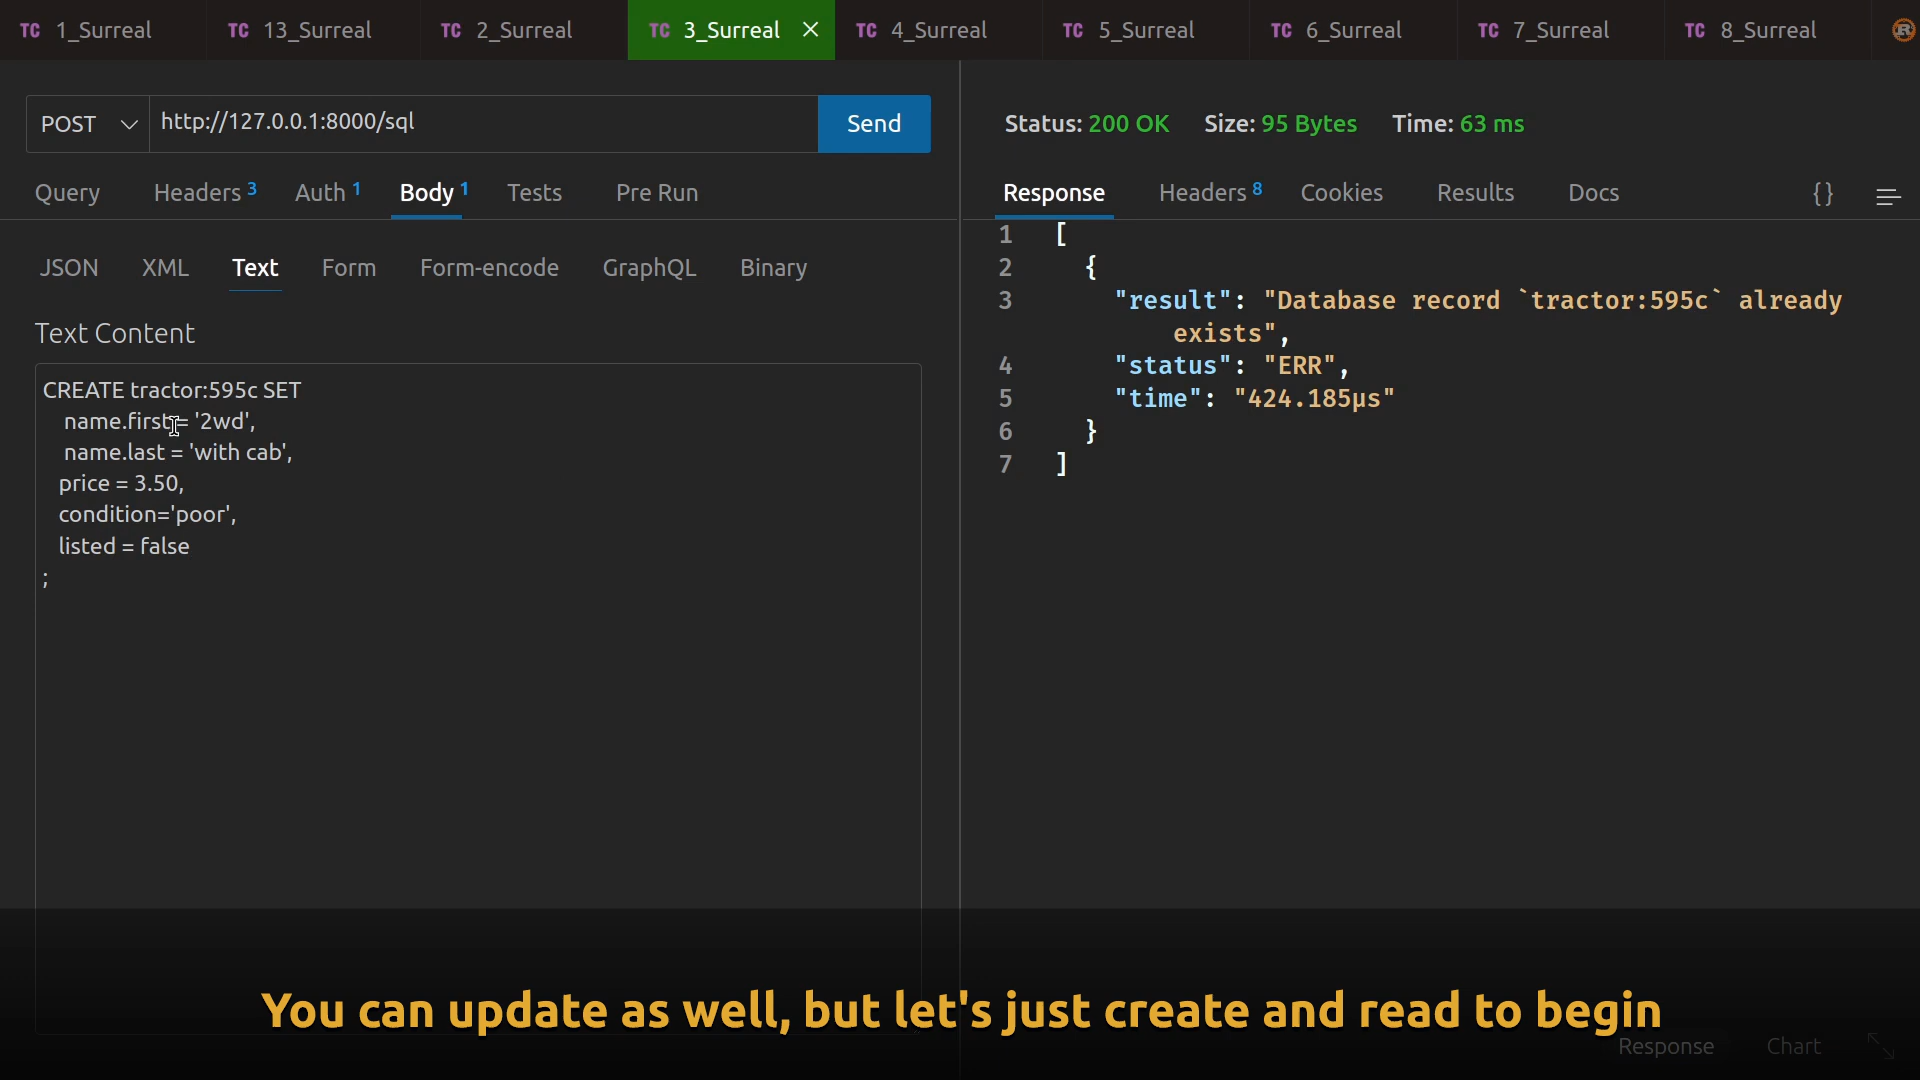 TC 1_Surreal TC 13_Surreal TC 2_Surreal TC 3_Surreal TC 4_Surreal TC 5_Surreal TC 6_Surreal TC 7_Surreal TC 8_Surreal
POST http://127.0.0.1:8000/sql Send
Query Headers 3 Auth 1 Body 1 Tests Pre Run
JSON XML Text Form Form-encode GraphQL Binary
Text Content
CREATE tractor:595c SET
name.first = '2wd',
name.last = 'with cab',
price = 3.50,
condition='poor',
listed = false
;
Status: 200 OK Size: 95 Bytes Time: 63 ms
Response Headers 8 Cookies Results Docs {}
1 [
2 {
3 "result": "Database record `tractor:595c` already
exists",
4 "status": "ERR",
5 "time": "424.185µs"
6 }
7 ]
You can update as well, but let's just create and read to begin
Response Chart